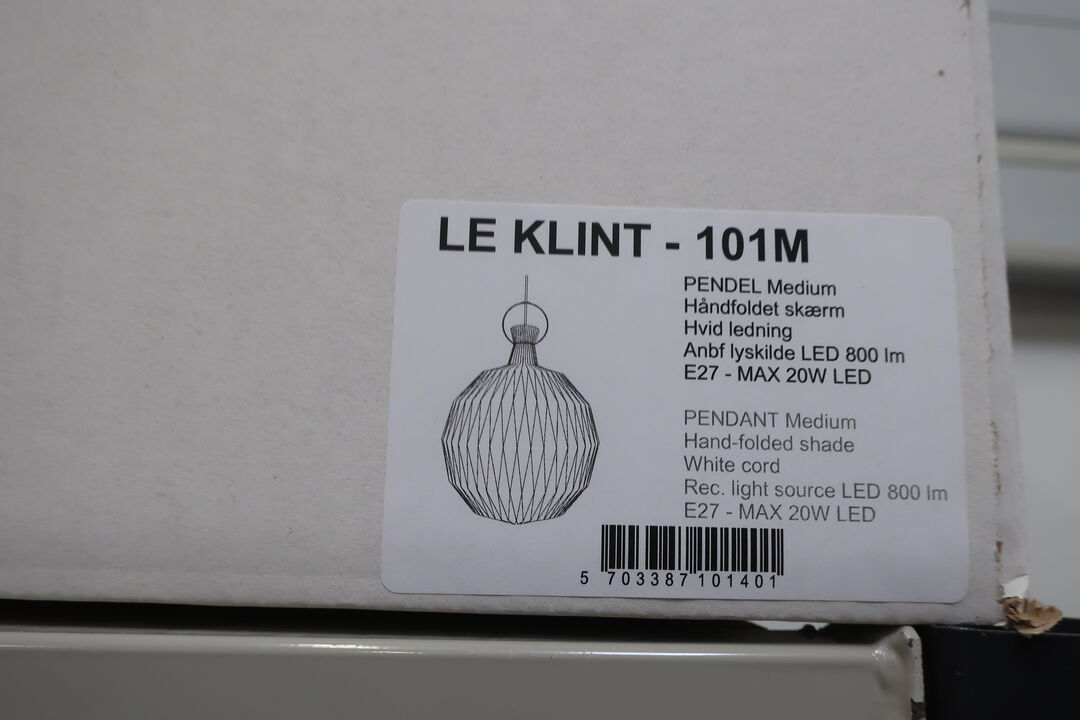 LE KLINT - 101M
PENDEL Medium
Håndfoldet skærm
Hvid ledning
Anbf lyskilde LED 800 lm
E27 - MAX 20W LED
PENDANT Medium
Hand-folded shade
White cord
Rec. light source LED 800 lm
E27 - MAX 20W LED
5 703387 101401